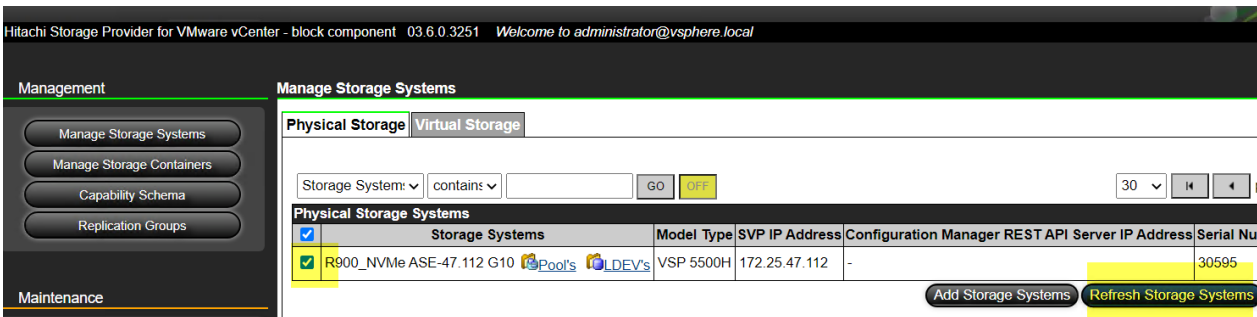 Hitachi Storage Provider for VMware vCenter - block component 03.6.0.3251 Welcome to administrator@vsphere.local
Management
Manage Storage Systems
Manage Storage Containers
Capability Schema
Replication Groups
Maintenance
Manage Storage Systems
Physical Storage Virtual Storage
Storage System: contains GO OFF 30
Physical Storage Systems
Storage Systems Model Type SVP IP Address Configuration Manager REST API Server IP Address Serial Nu
R900_NVMe ASE-47.112 G10 Pool's LDEV's VSP 5500H 172.25.47.112 - 30595
Add Storage Systems Refresh Storage Systems